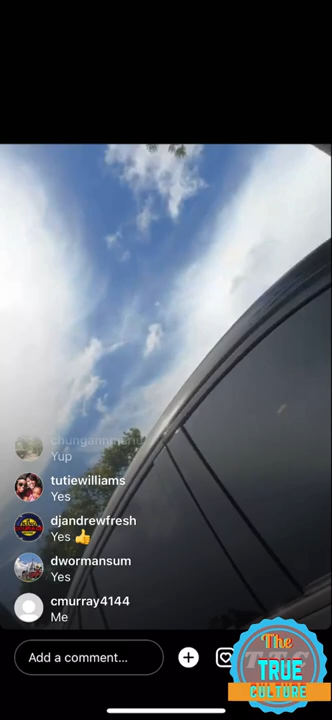 Yup
tutiewilliams
Yes
djandrewfresh
Yes 👍
dwormansum
Yes
cmurray4144
Me
Add a comment...
The
TRUE
CULTURE